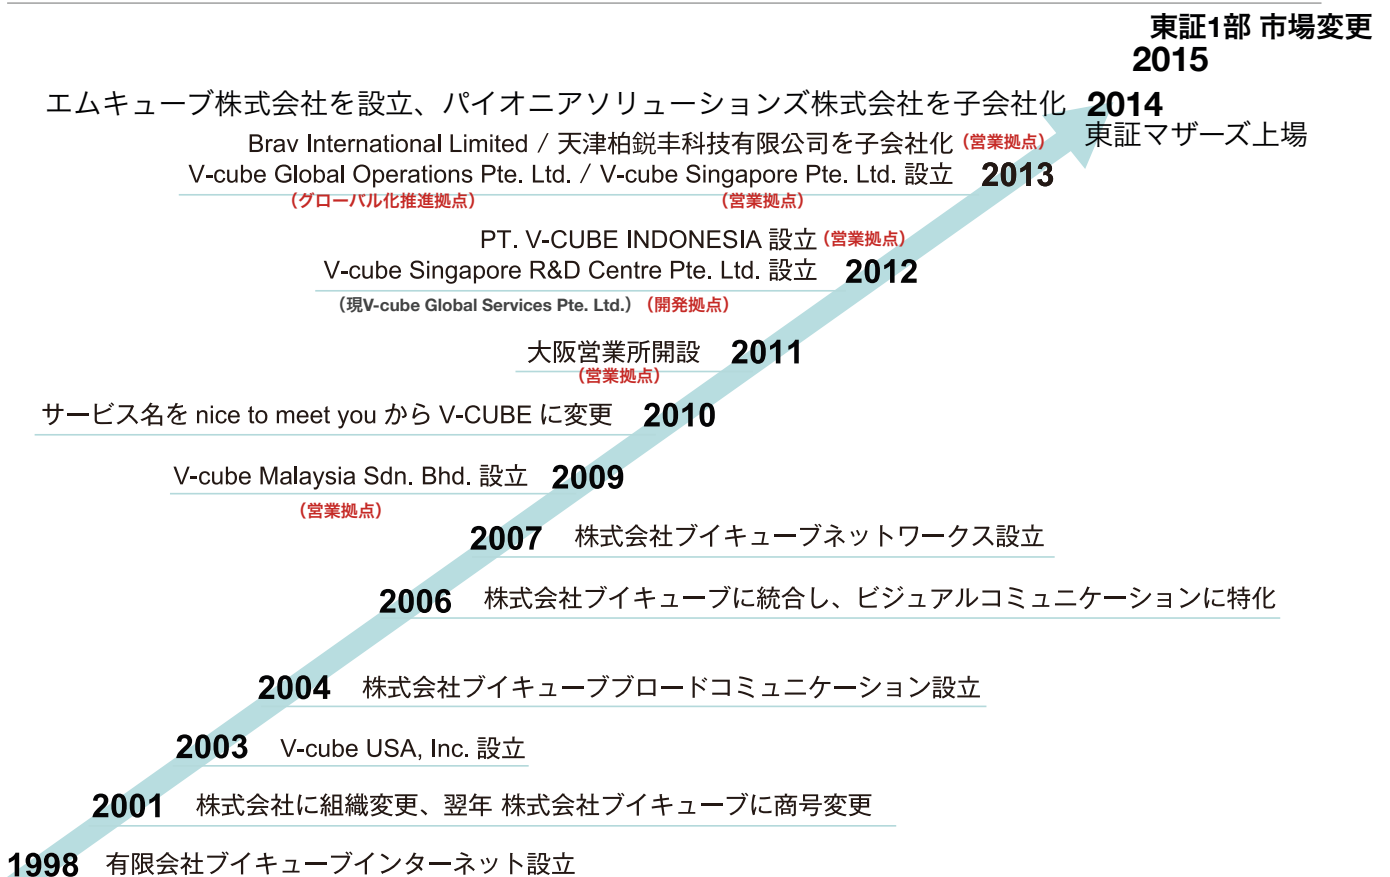 東証1部 市場変更
2015
エムキューブ株式会社を設立、パイオニアソリューションズ株式会社を子会社化 2014
東証マザーズ上場
Brav International Limited / 天津柏鋭丰科技有限公司を子会社化 (営業拠点)
V-cube Global Operations Pte. Ltd. / V-cube Singapore Pte. Ltd. 設立 2013
(グローバル化推進拠点) (営業拠点)
PT. V-CUBE INDONESIA 設立 (営業拠点)
V-cube Singapore R&D Centre Pte. Ltd. 設立 2012
(現V-cube Global Services Pte. Ltd.) (開発拠点)
大阪営業所開設 2011
(営業拠点)
サービス名を nice to meet you から V-CUBE に変更 2010
V-cube Malaysia Sdn. Bhd. 設立 2009
(営業拠点)
2007 株式会社ブイキューブネットワークス設立
2006 株式会社ブイキューブに統合し、ビジュアルコミュニケーションに特化
2004 株式会社ブイキューブブロードコミュニケーション設立
2003 V-cube USA, Inc. 設立
2001 株式会社に組織変更、翌年 株式会社ブイキューブに商号変更
1998 有限会社ブイキューブインターネット設立